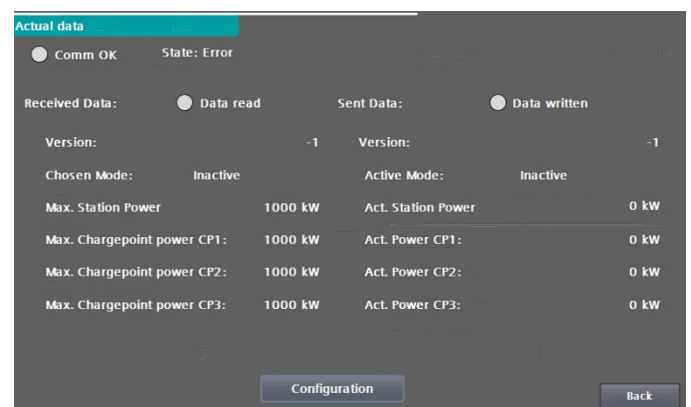 Actual data
Comm OK State: Error
Received Data: Data read Sent Data: Data written
Version: -1 Version: -1
Chosen Mode: Inactive Active Mode: Inactive
Max. Station Power 1000 kW Act. Station Power 0 kW
Max. Chargepoint power CP1: 1000 kW Act. Power CP1: 0 kW
Max. Chargepoint power CP2: 1000 kW Act. Power CP2: 0 kW
Max. Chargepoint power CP3: 1000 kW Act. Power CP3: 0 kW
Configuration
Back